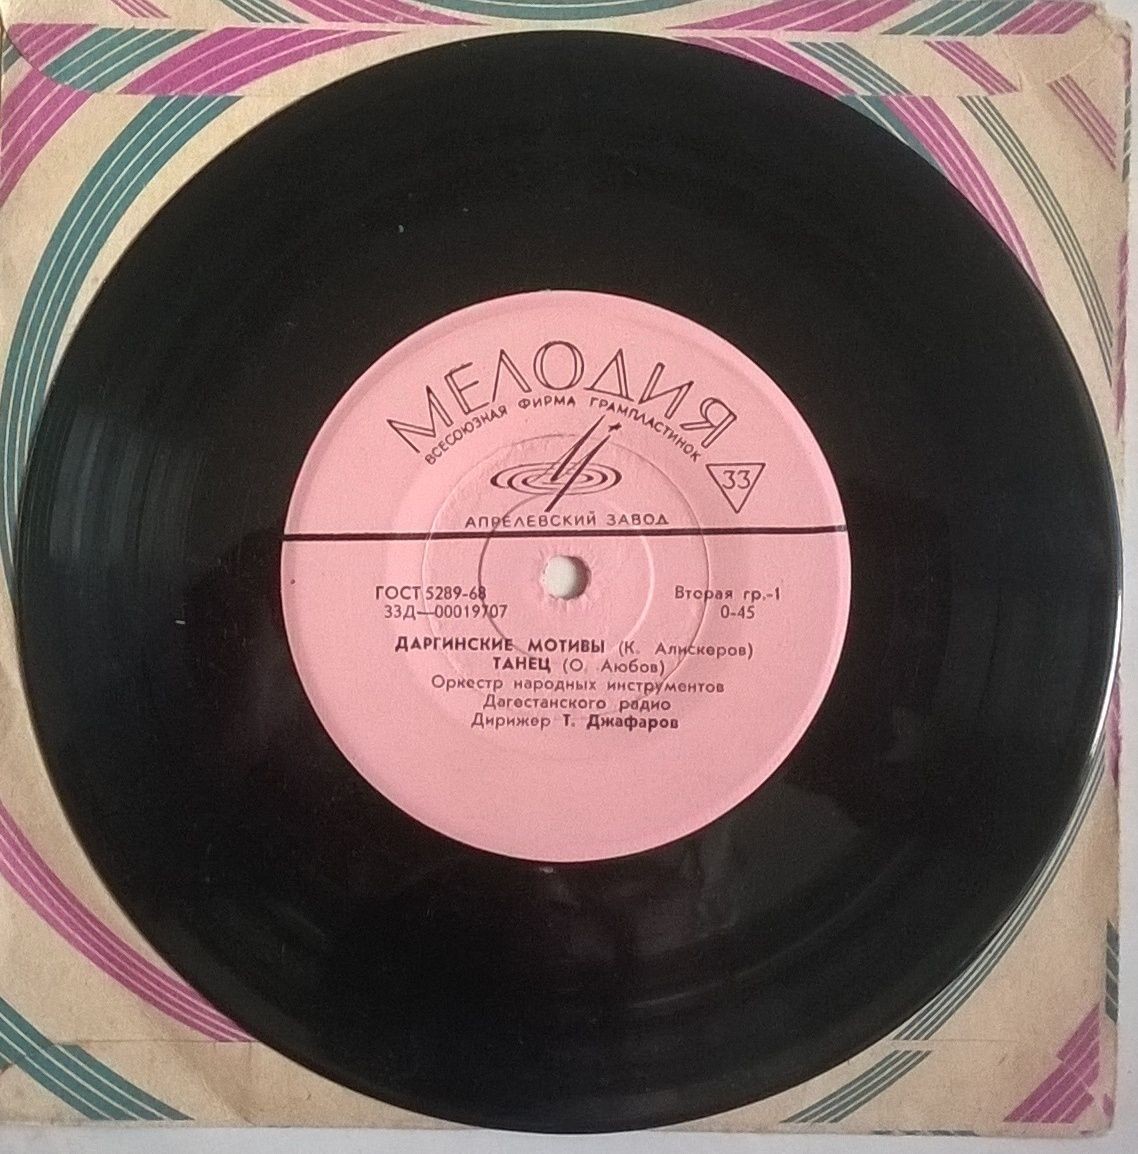 МЕЛОДИЯ
ВСЕСОЮЗНАЯ ФИРМА ГРАМПЛАСТИНОК
33
АПРЕЛЕВСКИЙ ЗАВОД
ГОСТ 5289-68 Вторая гр.-1
33Д—00019707 0-45
ДАРГИНСКИЕ МОТИВЫ (К. Алискеров)
ТАНЕЦ (О. Аюбов)
Оркестр народных инструментов
Дагестанского радио
Дирижер Т. Джафаров